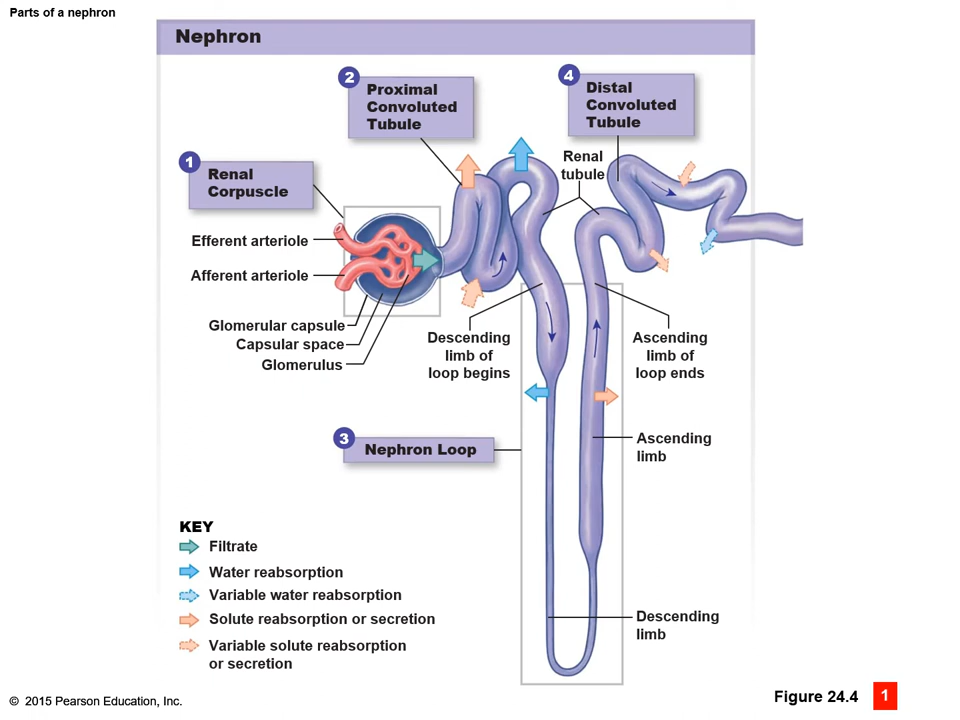 Parts of a nephron
Nephron
2
Proximal
Convoluted
Tubule
4
Distal
Convoluted
Tubule
1
Renal
Corpuscle
Renal
tubule
Efferent arteriole
Afferent arteriole
Glomerular capsule
Capsular space
Glomerulus
Descending
limb of
loop begins
Ascending
limb of
loop ends
3
Nephron Loop
Ascending
limb
Descending
limb
KEY
Filtrate
Water reabsorption
Variable water reabsorption
Solute reabsorption or secretion
Variable solute reabsorption
or secretion
© 2015 Pearson Education, Inc.
Figure 24.4
1